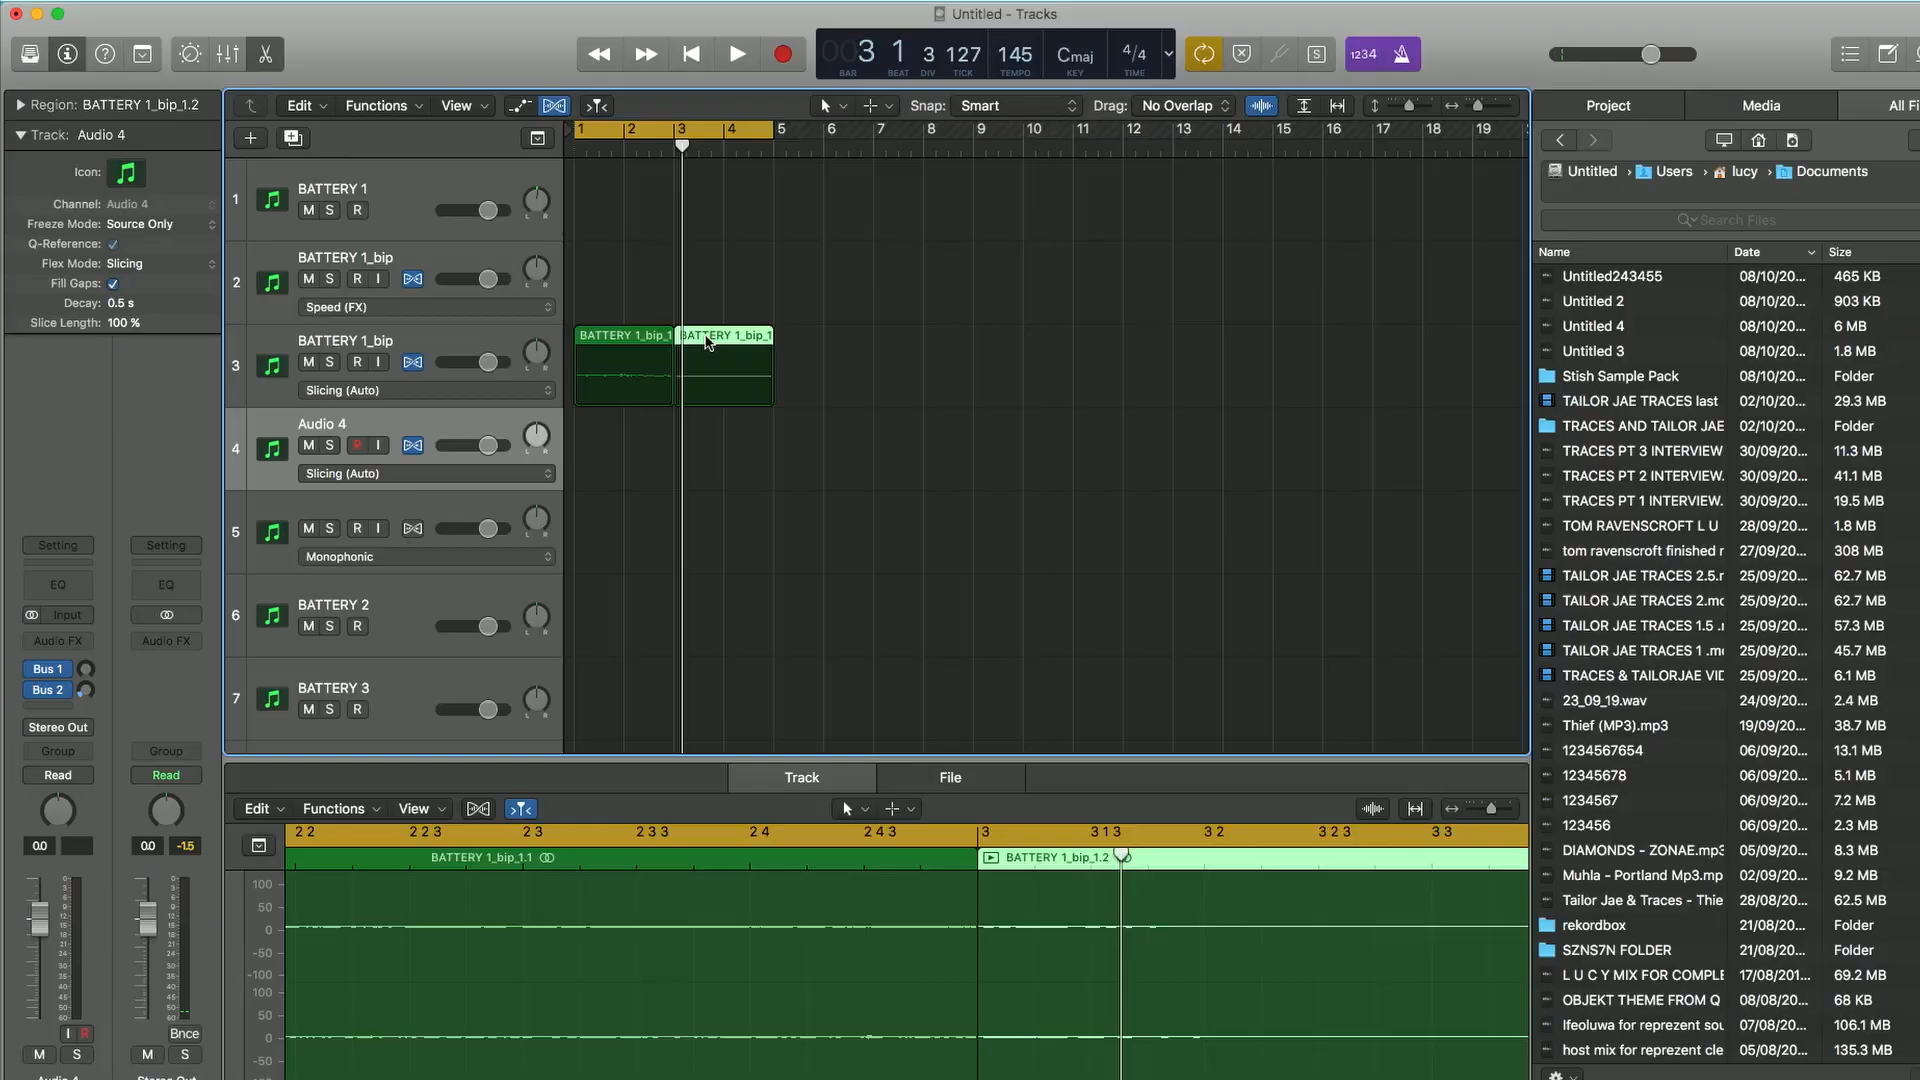 Untitled - Tracks
003 1 3 127 145 Cmaj 4/4
BAR BEAT DIV TICK TEMPO KEY TIME
1234
Region: BATTERY 1_bip_1.2
Track: Audio 4
Icon:
Channel: Audio 4
Freeze Mode: Source Only
Q-Reference:
Flex Mode: Slicing
Fill Gaps:
Decay: 0.5 s
Slice Length: 100 %
Setting Setting
EQ EQ
Input
Audio FX Audio FX
Bus 1
Bus 2
Stereo Out
Group Group
Read Read
0.0 0.0 -1.5
I R Bnce
M S M S
Edit Functions View Snap: Smart Drag: No Overlap
1 2 3 4 5 6 7 8 9 10 11 12 13 14 15 16 17 18 19
1 BATTERY 1
M S R L R
2 BATTERY 1_bip
M S R I L R
Speed (FX)
3 BATTERY 1_bip
M S R I L R
Slicing (Auto)
BATTERY 1_bip_1 BATTERY 1_bip_1
4 Audio 4
M S R I L R
Slicing (Auto)
5
M S R I L R
Monophonic
6 BATTERY 2
M S R L R
7 BATTERY 3
M S R L R
Track File
Edit Functions View
2 2 2 2 3 2 3 2 3 3 2 4 2 4 3 3 3 1 3 3 2 3 2 3 3 3
BATTERY 1_bip_1.1 BATTERY 1_bip_1.2
100
50
0
-50
-100
100
50
0
-50
Project Media All Fi
Untitled Users lucy Documents
Search Files
Name Date Size
Untitled243455 08/10/20... 465 KB
Untitled 2 08/10/20... 903 KB
Untitled 4 08/10/20... 6 MB
Untitled 3 08/10/20... 1.8 MB
Stish Sample Pack 08/10/20... Folder
TAILOR JAE TRACES last 02/10/20... 29.3 MB
TRACES AND TAILOR JAE 02/10/20... Folder
TRACES PT 3 INTERVIEW 30/09/20... 11.3 MB
TRACES PT 2 INTERVIEW. 30/09/20... 41.1 MB
TRACES PT 1 INTERVIEW. 30/09/20... 19.5 MB
TOM RAVENSCROFT L U 28/09/20... 1.8 MB
tom ravenscroft finished r 27/09/20... 308 MB
TAILOR JAE TRACES 2.5.r 25/09/20... 62.7 MB
TAILOR JAE TRACES 2.mc 25/09/20... 62.7 MB
TAILOR JAE TRACES 1.5 .r 25/09/20... 57.3 MB
TAILOR JAE TRACES 1 .mc 25/09/20... 45.7 MB
TRACES & TAILORJAE VID 25/09/20... 6.1 MB
23_09_19.wav 24/09/20... 2.4 MB
Thief (MP3).mp3 19/09/20... 38.7 MB
1234567654 06/09/20... 13.1 MB
12345678 06/09/20... 5.1 MB
1234567 06/09/20... 7.2 MB
123456 06/09/20... 2.3 MB
DIAMONDS - ZONAE.mp3 05/09/20... 8.3 MB
Muhla - Portland Mp3.mp 02/09/20... 9.2 MB
Tailor Jae & Traces - Thie 28/08/20... 62.5 MB
rekordbox 21/08/20... Folder
SZNS7N FOLDER 21/08/20... Folder
L U C Y MIX FOR COMPLE 17/08/201... 69.2 MB
OBJEKT THEME FROM Q 08/08/20... 68 KB
Ifeoluwa for reprezent sou 07/08/20... 106.1 MB
host mix for reprezent cle 05/08/20... 135.3 MB